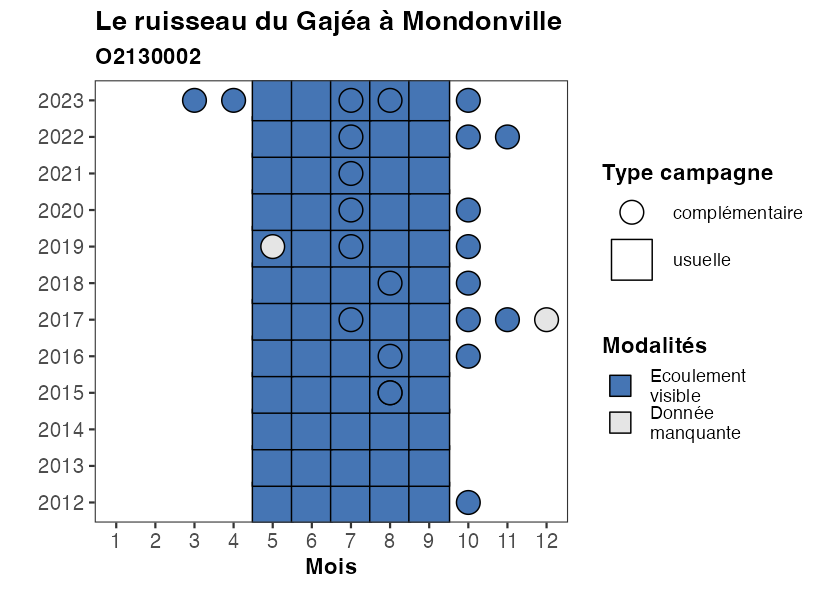 Le ruisseau du Gajéa à Mondonville
O2130002
2023
2022
2021
2020
2019
2018
2017
2016
2015
2014
2013
2012
1 2 3 4 5 6 7 8 9 10 11 12
Mois
Type campagne
complémentaire
usuelle
Modalités
Ecoulement
visible
Donnée
manquante